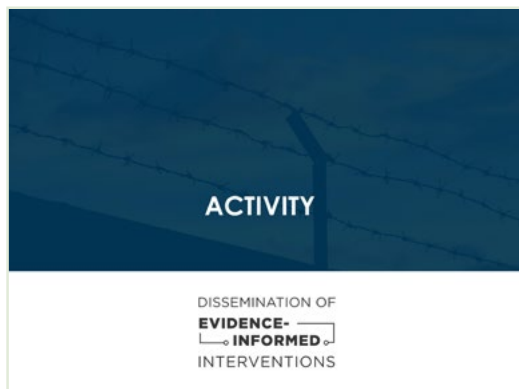 ACTIVITY
DISSEMINATION OF
EVIDENCE-
INFORMED
INTERVENTIONS